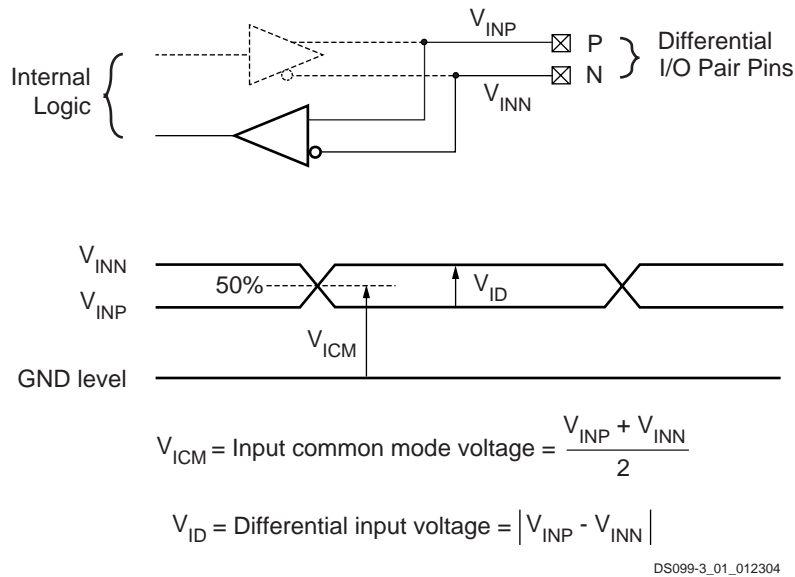 V_INP
P
N
Differential
I/O Pair Pins
Internal
Logic
V_INN
V_INN
50%
V_ID
V_INP
V_ICM
GND level
V_ICM = Input common mode voltage = (V_INP + V_INN) / 2
V_ID = Differential input voltage = |V_INP - V_INN|
DS099-3_01_012304